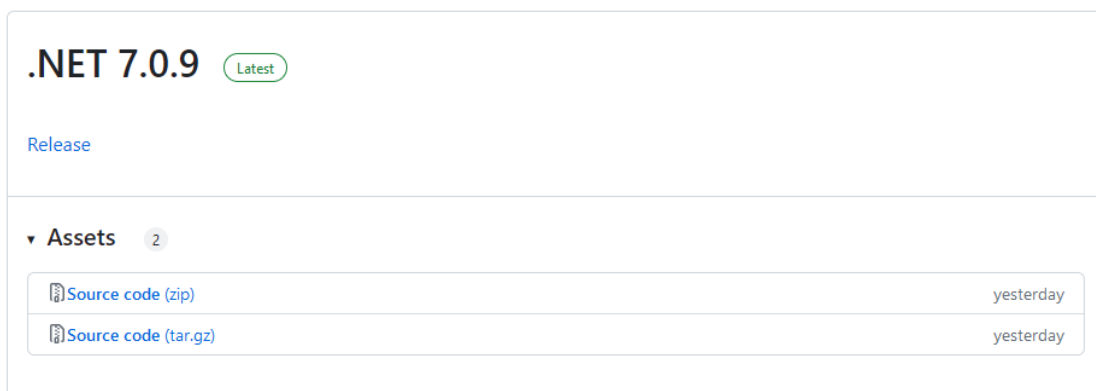 .NET 7.0.9 Latest
Release
Assets 2
Source code (zip) yesterday
Source code (tar.gz) yesterday